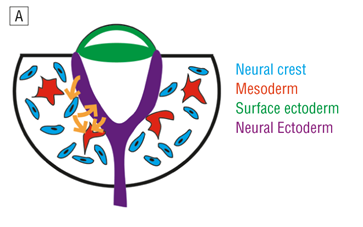 A
Neural crest
Mesoderm
Surface ectoderm
Neural Ectoderm